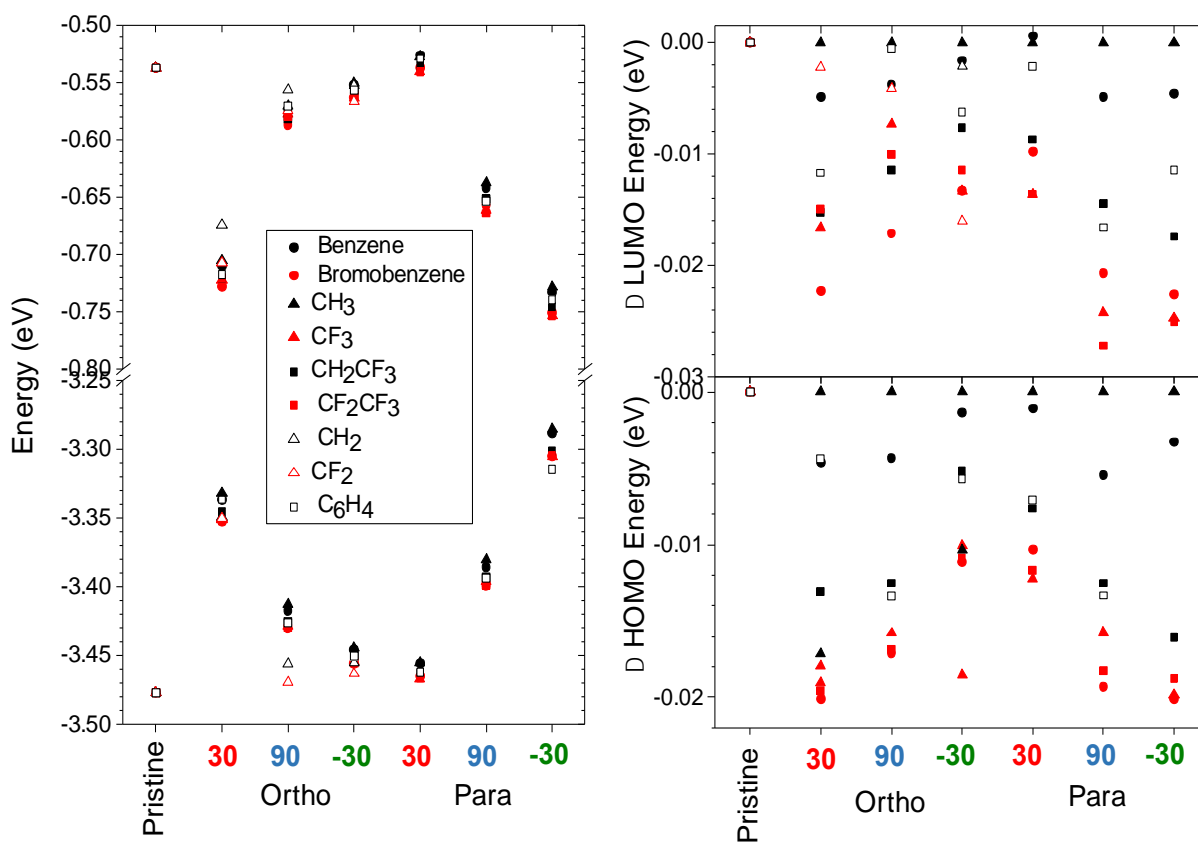 Energy (eV)
-0.50
-0.55
-0.60
-0.65
-0.70
-0.75
-0.80
-3.25
-3.30
-3.35
-3.40
-3.45
-3.50
Benzene
Bromobenzene
CH3
CF3
CH2CF3
CF2CF3
CH2
CF2
C6H4
Pristine
30
90
-30
30
90
-30
Ortho
Para
D LUMO Energy (eV)
0.00
-0.01
-0.02
-0.03
D HOMO Energy (eV)
0.00
-0.01
-0.02
Pristine
30
90
-30
30
90
-30
Ortho
Para